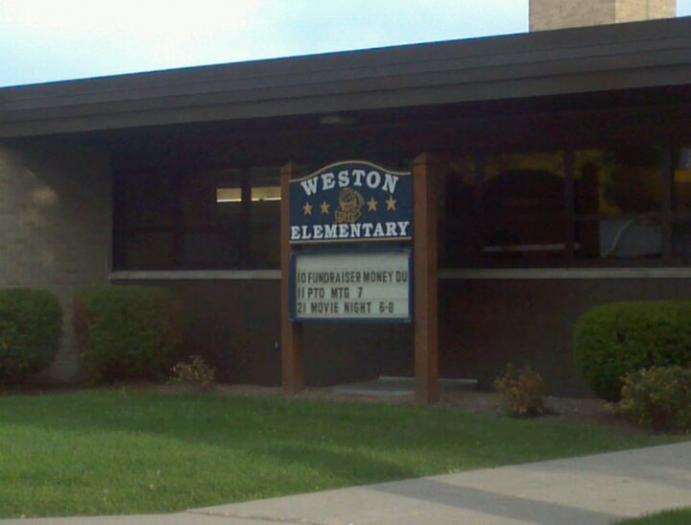 WESTON
ELEMENTARY
10 FUNDRAISER MONEY DU
11 PTO MTG 7
21 MOVIE NIGHT 6-8